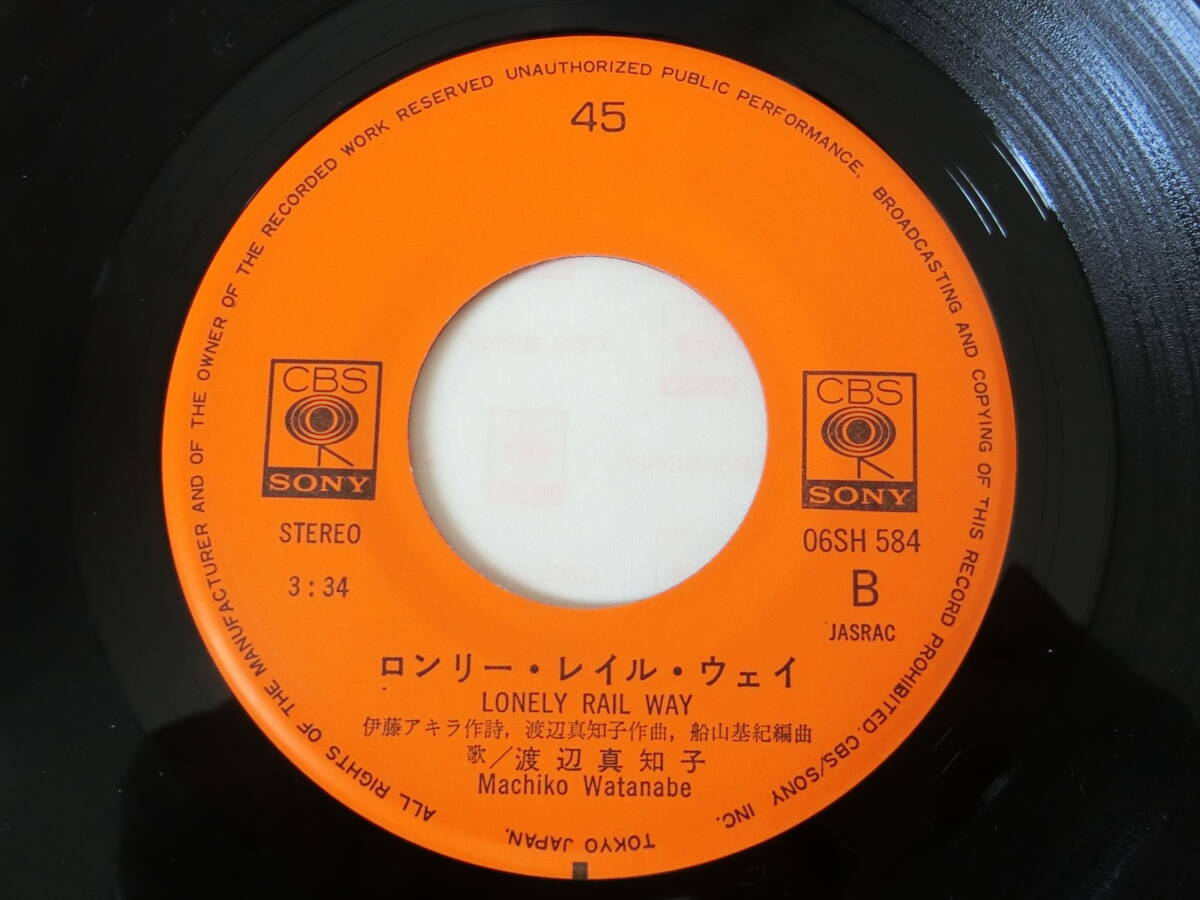 ALL RIGHTS OF THE MANUFACTURER AND OF THE OWNER OF THE RECORDED WORK RESERVED UNAUTHORIZED PUBLIC PERFORMANCE, BROADCASTING AND COPYING OF THIS RECORD PROHIBITED. CBS/SONY INC.
TOKYO JAPAN.
45
CBS
SONY
CBS
SONY
STEREO
3:34
06SH 584
B
JASRAC
ロンリー・レイル・ウェイ
LONELY RAIL WAY
伊藤アキラ作詩, 渡辺真知子作曲, 船山基紀編曲
歌/渡辺真知子
Machiko Watanabe
CBS SONY
CBS/SONY